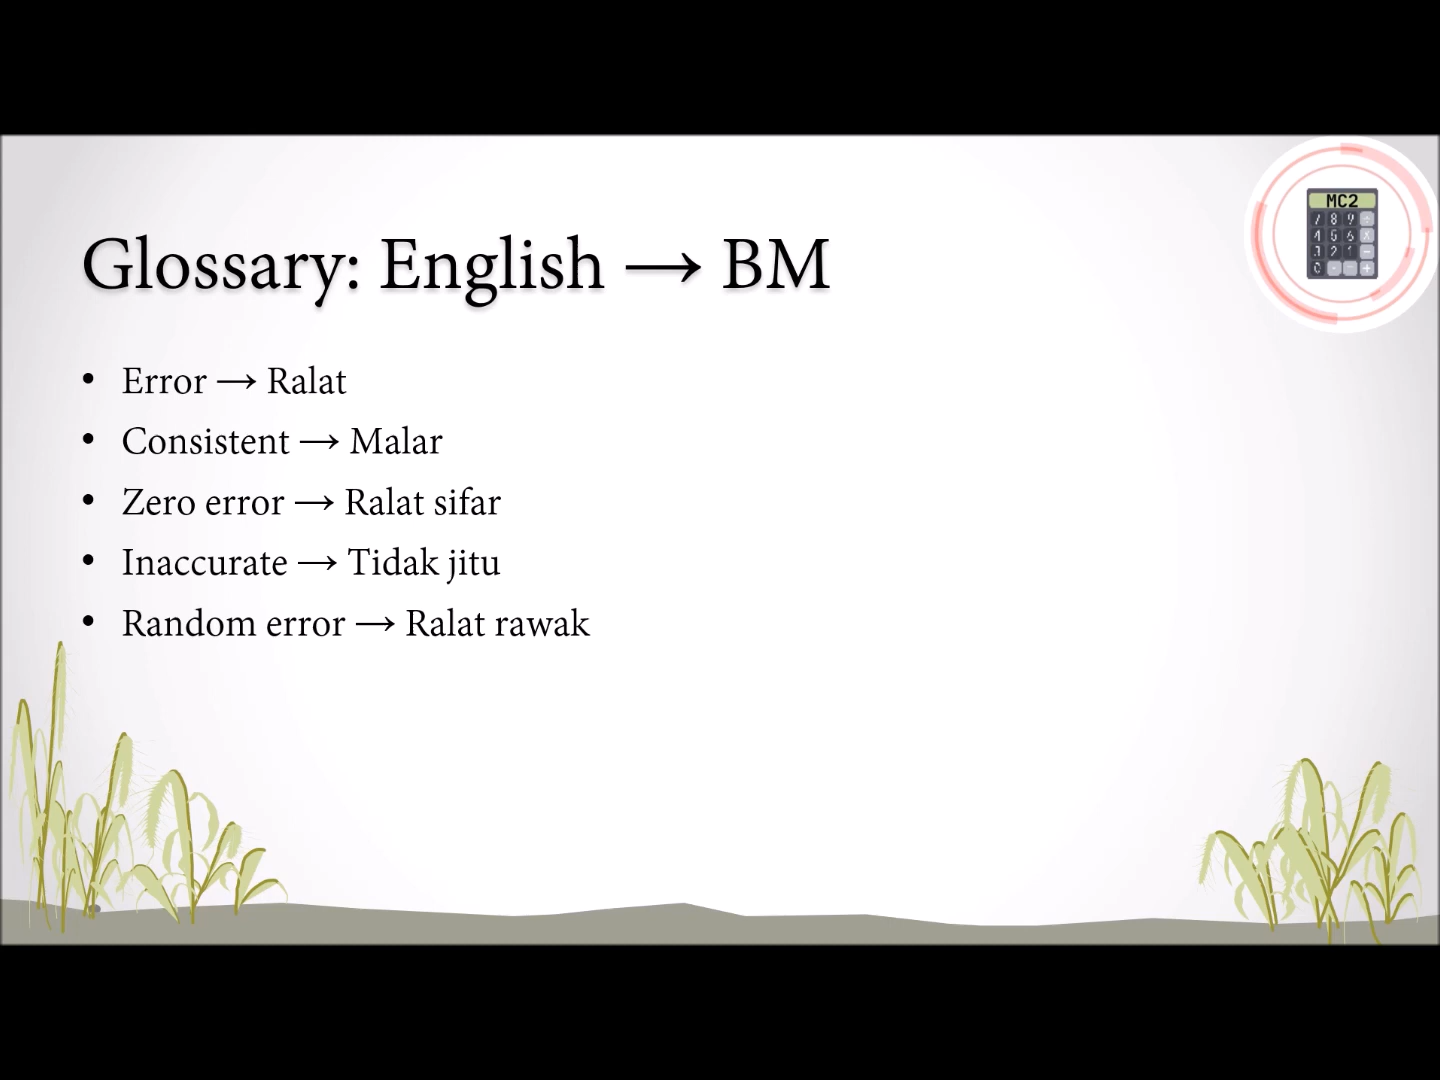 MC2
Glossary: English → BM
• Error → Ralat
• Consistent → Malar
• Zero error → Ralat sifar
• Inaccurate → Tidak jitu
• Random error → Ralat rawak